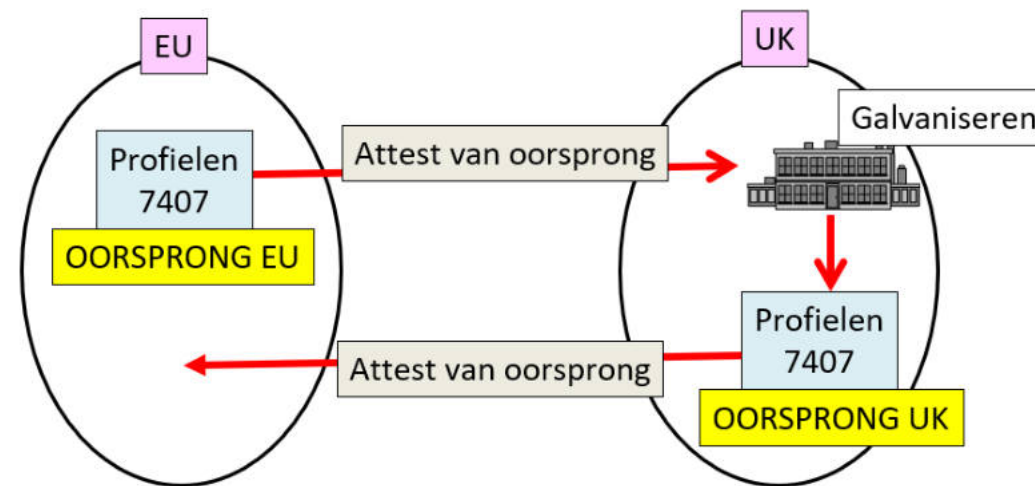 EU
UK
Galvaniseren
Profielen
7407
Attest van oorsprong
OORSPRONG EU
Profielen
7407
Attest van oorsprong
OORSPRONG UK